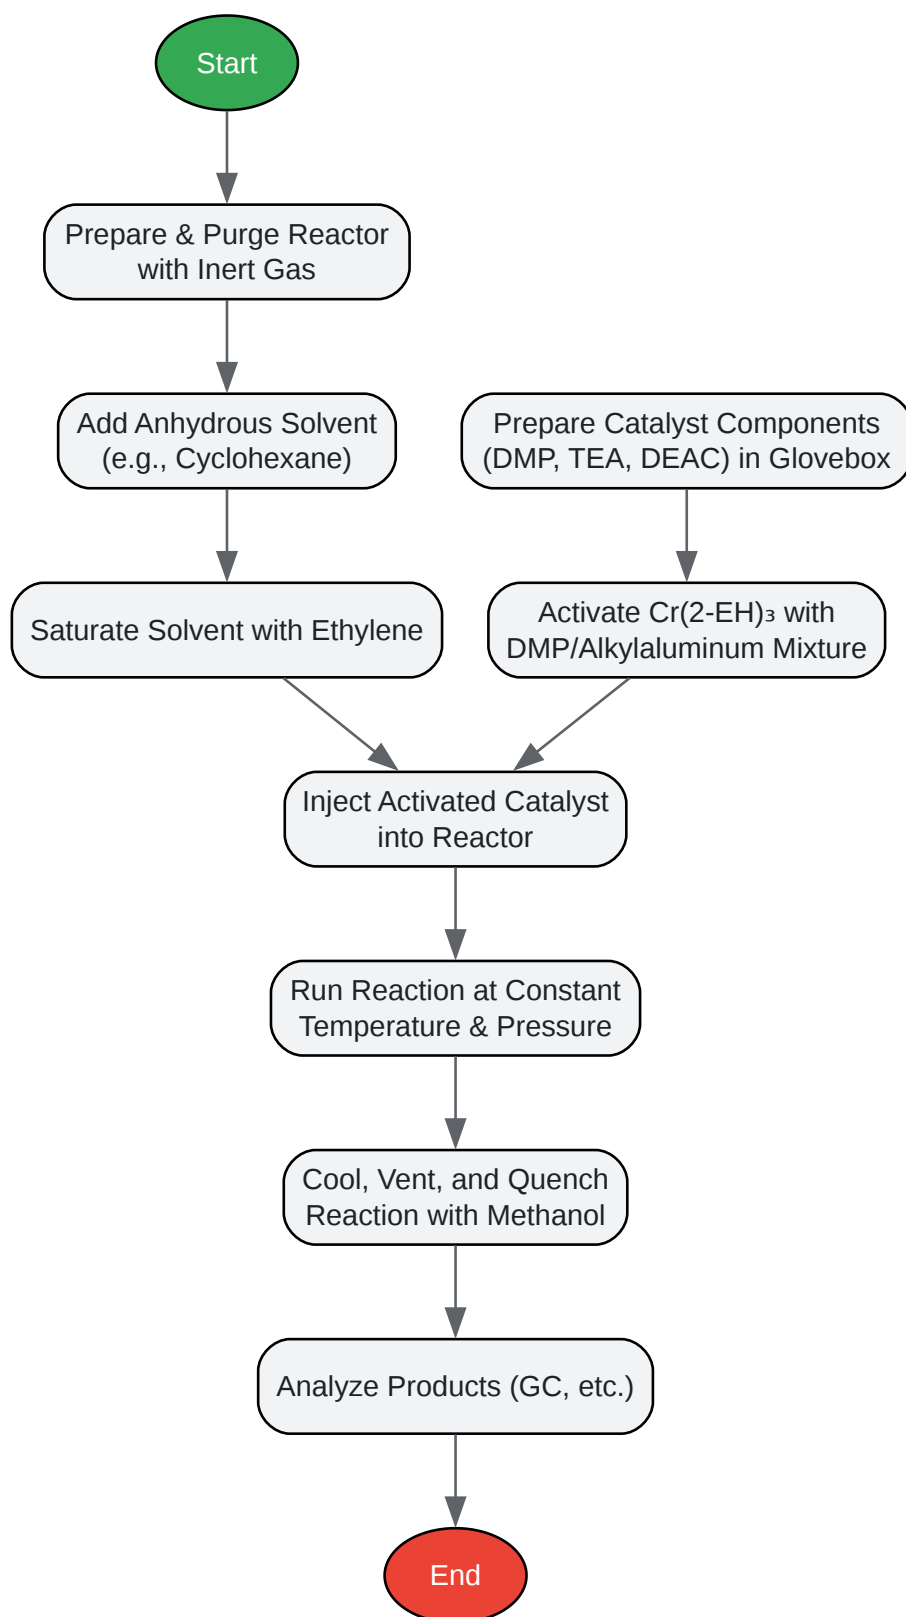 Start
Prepare & Purge Reactor
with Inert Gas
Add Anhydrous Solvent
(e.g., Cyclohexane)
Prepare Catalyst Components
(DMP, TEA, DEAC) in Glovebox
Saturate Solvent with Ethylene
Activate Cr(2-EH)₃ with
DMP/Alkylaluminum Mixture
Inject Activated Catalyst
into Reactor
Run Reaction at Constant
Temperature & Pressure
Cool, Vent, and Quench
Reaction with Methanol
Analyze Products (GC, etc.)
End